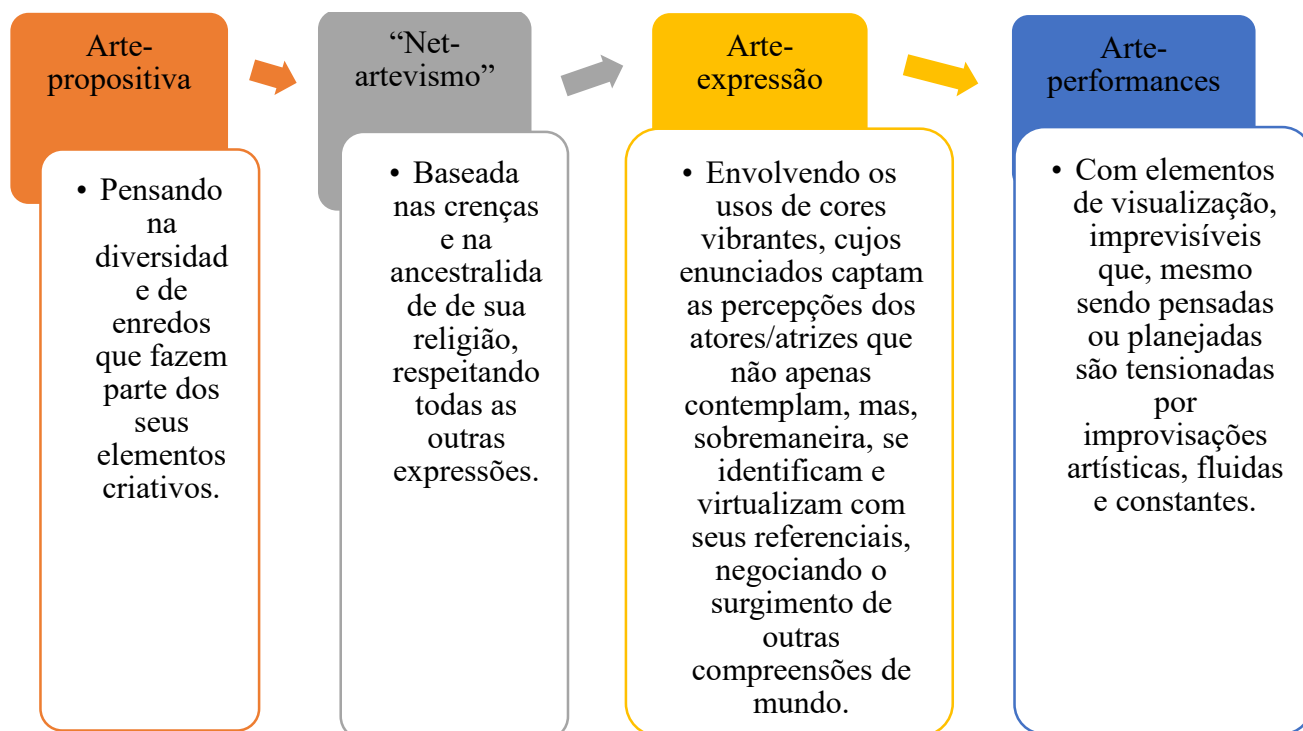 Arte-
propositiva
• Pensando
na
diversidad
e de
enredos
que fazem
parte dos
seus
elementos
criativos.
“Net-
artevismo”
• Baseada
nas crenças
e na
ancestralida
de de sua
religião,
respeitando
todas as
outras
expressões.
Arte-
expressão
• Envolvendo os
usos de cores
vibrantes, cujos
enunciados captam
as percepções dos
atores/atrizes que
não apenas
contemplam, mas,
sobremaneira, se
identificam e
virtualizam com
seus referenciais,
negociando o
surgimento de
outras
compreensões de
mundo.
Arte-
performances
• Com elementos
de visualização,
imprevisíveis
que, mesmo
sendo pensadas
ou planejadas
são tensionadas
por
improvisações
artísticas, fluidas
e constantes.